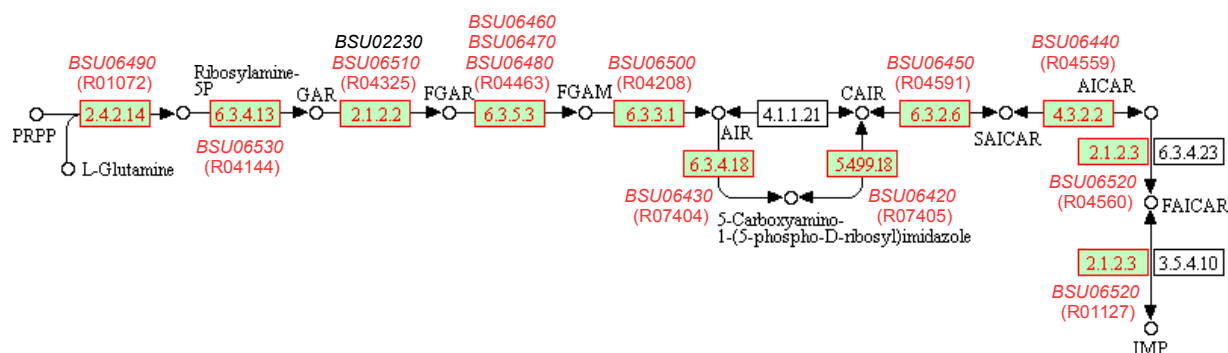 BSU06490
(R01072)
2.4.2.14
PRPP
L-Glutamine
Ribosylamine-
5P
6.3.4.13
BSU06530
(R04144)
GAR
BSU02230
BSU06510
(R04325)
2.1.2.2
FGAR
BSU06460
BSU06470
BSU06480
(R04463)
6.3.5.3
FGAM
BSU06500
(R04208)
6.3.3.1
AIR
4.1.1.21
CAIR
6.3.4.18
BSU06430
(R07404)
5-Carboxyamino-
1-(5-phospho-D-ribosyl)imidazole
5.4.99.18
BSU06420
(R07405)
BSU06450
(R04591)
6.3.2.6
SAICAR
BSU06440
(R04559)
4.3.2.2
AICAR
2.1.2.3
6.3.4.23
BSU06520
(R04560)
FAICAR
2.1.2.3
3.5.4.10
BSU06520
(R01127)
IMP